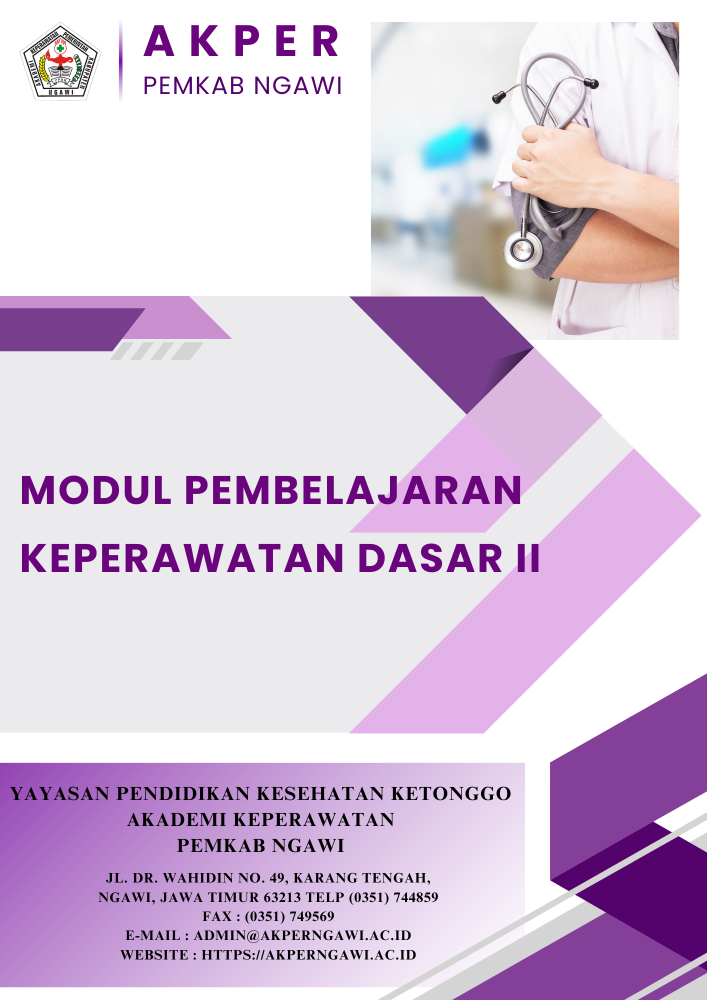 AKADEMI KEPERAWATAN PEMERINTAH KABUPATEN
YPKK
NGAWI
AKPER
PEMKAB NGAWI
MODUL PEMBELAJARAN
KEPERAWATAN DASAR II
YAYASAN PENDIDIKAN KESEHATAN KETONGGO
AKADEMI KEPERAWATAN
PEMKAB NGAWI
JL. DR. WAHIDIN NO. 49, KARANG TENGAH,
NGAWI, JAWA TIMUR 63213 TELP (0351) 744859
FAX : (0351) 749569
E-MAIL : ADMIN@AKPERNGAWI.AC.ID
WEBSITE : HTTPS://AKPERNGAWI.AC.ID